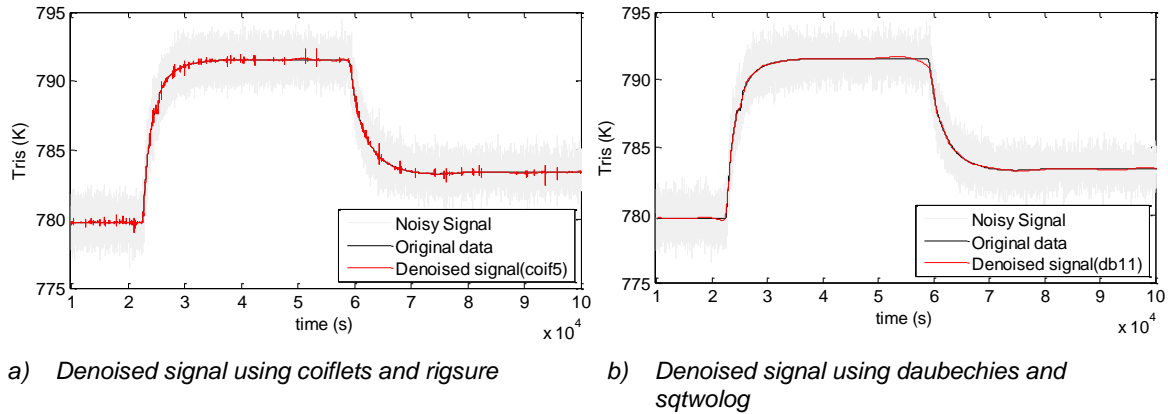 795
790
785
780
775
Tris (K)
1 2 3 4 5 6 7 8 9 10
time (s)
x 10^4
Noisy Signal
Original data
Denoised signal(coif5)
795
790
785
780
775
Tris (K)
1 2 3 4 5 6 7 8 9 10
time (s)
x 10^4
Noisy Signal
Original data
Denoised signal(db11)
a) Denoised signal using coiflets and rigsure
b) Denoised signal using daubechies and
sqtwolog